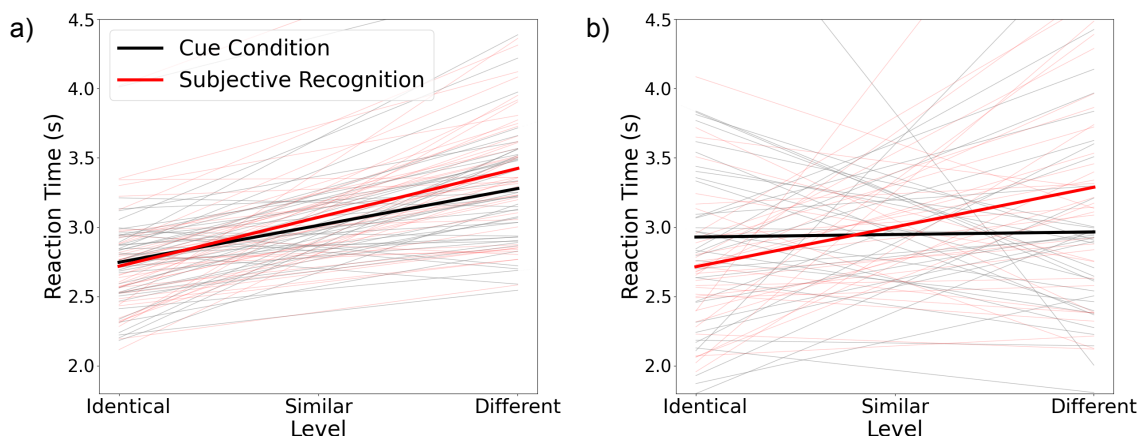 a)
Cue Condition
Subjective Recognition
Reaction Time (s)
4.5
4.0
3.5
3.0
2.5
2.0
Identical Similar Different
Level
b)
Reaction Time (s)
4.5
4.0
3.5
3.0
2.5
2.0
Identical Similar Different
Level